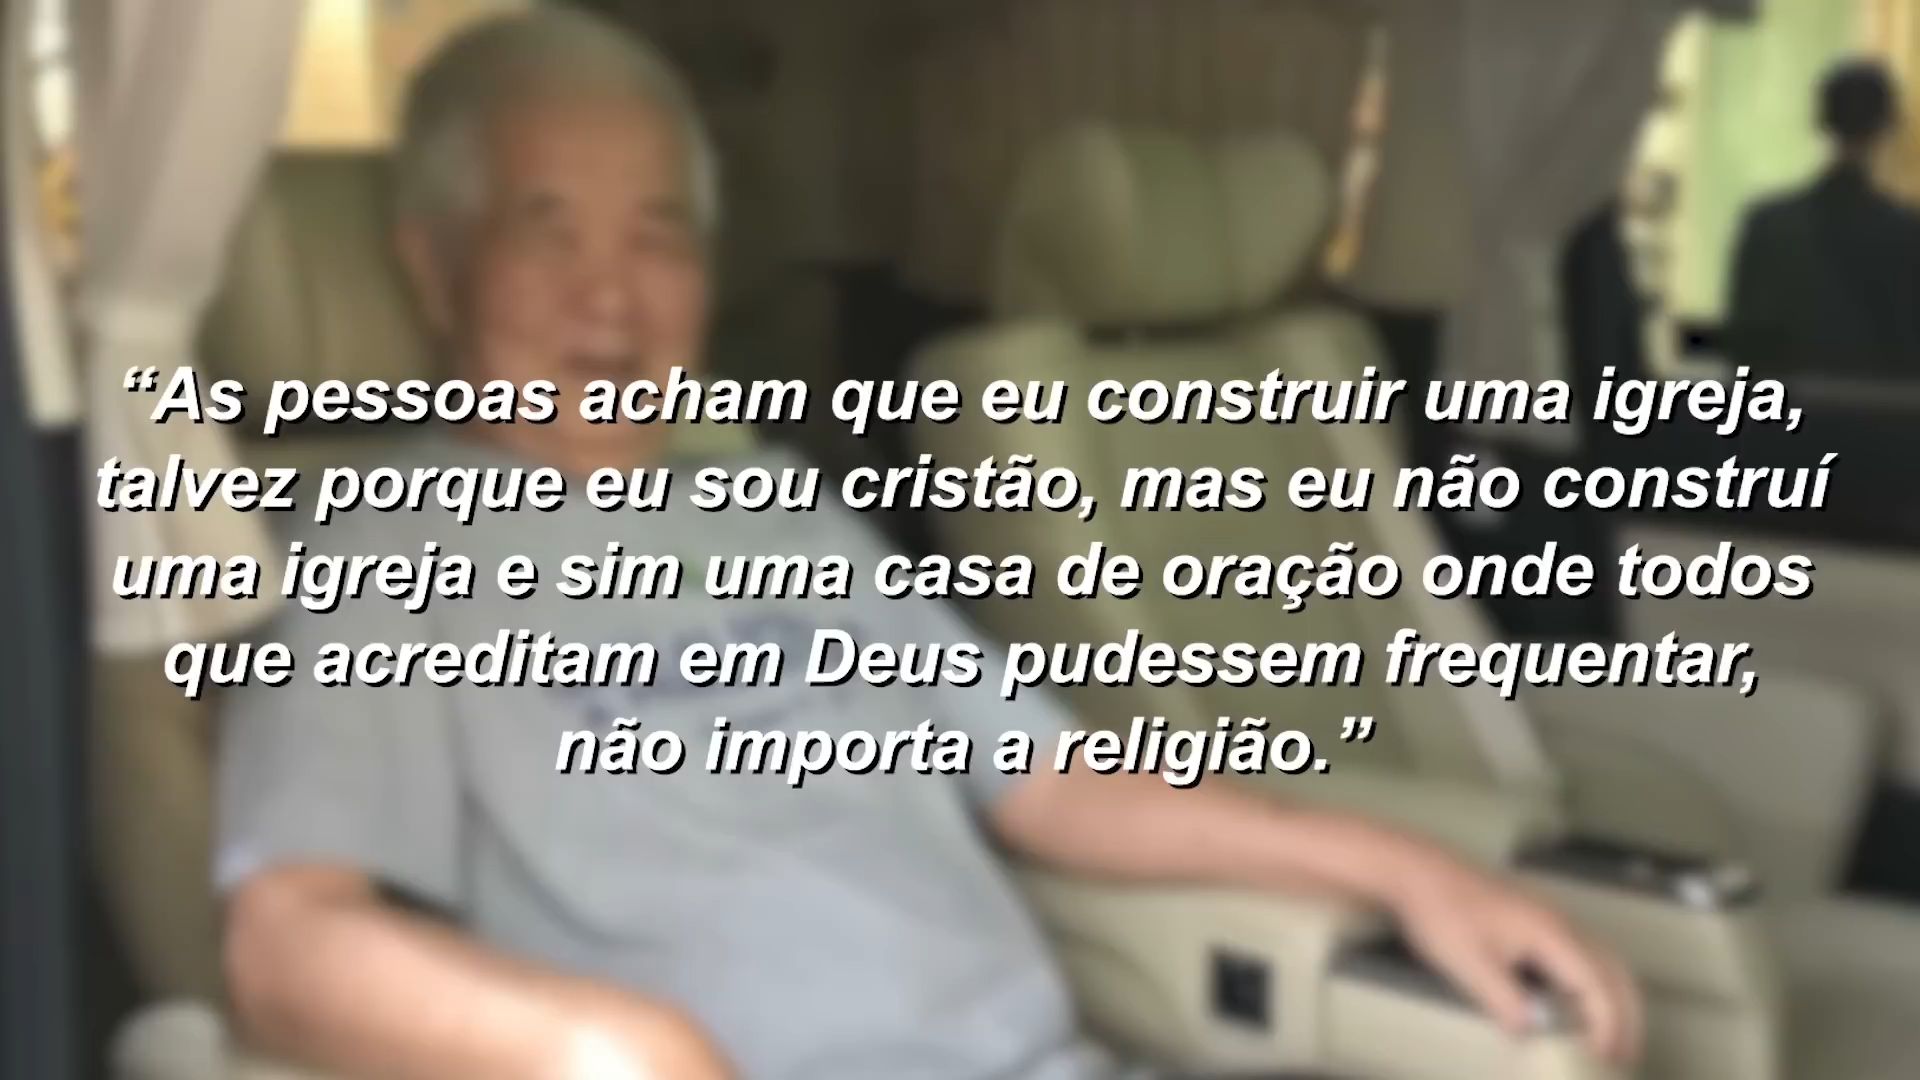 “As pessoas acham que eu construir uma igreja,
talvez porque eu sou cristão, mas eu não construí
uma igreja e sim uma casa de oração onde todos
que acreditam em Deus pudessem frequentar,
não importa a religião.”